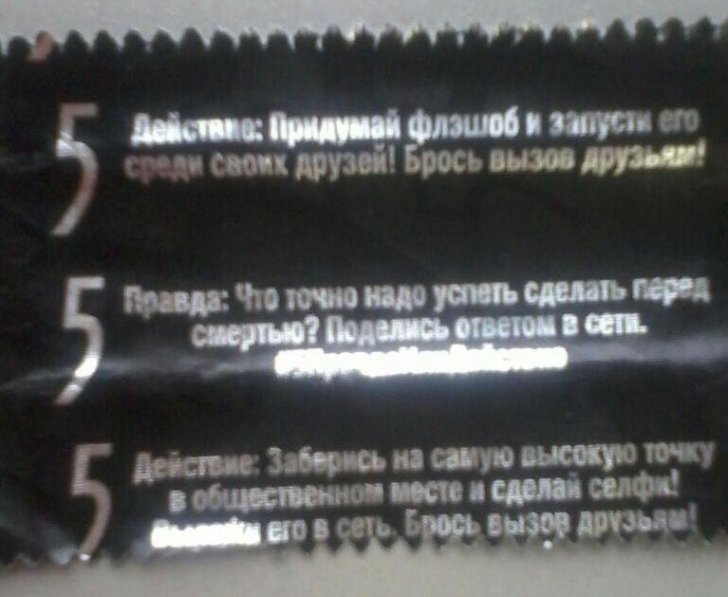 5 Действие: Придумай флэшоб и запусти его
среди своих друзей! Брось вызов друзьям!
5 Правда: Что точно надо успеть сделать перед
смертью? Поделись ответом в сети.
#5ПравдаИлиДействие
5 Действие: Заберись на самую высокую точку
в общественном месте и сделай селфи!
его в сеть. Брось вызов друзьям!